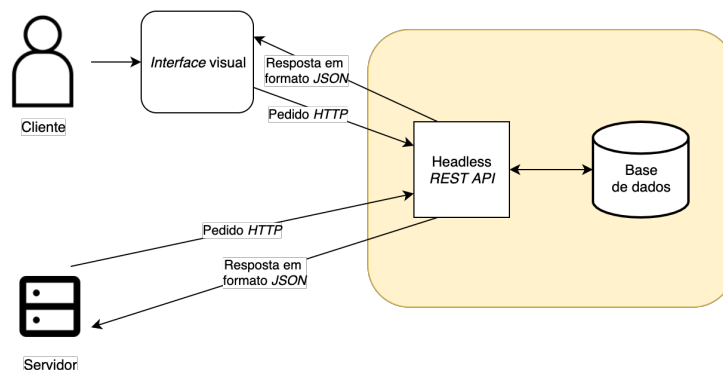 Interface visual
Resposta em
formato JSON
Pedido HTTP
Cliente
Headless
REST API
Base
de dados
Pedido HTTP
Resposta em
formato JSON
Servidor